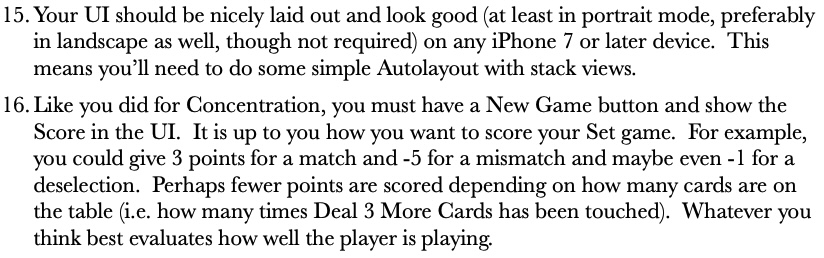 15. Your UI should be nicely laid out and look good (at least in portrait mode, preferably
in landscape as well, though not required) on any iPhone 7 or later device.  This
means you’ll need to do some simple Autolayout with stack views.
16. Like you did for Concentration, you must have a New Game button and show the
Score in the UI.  It is up to you how you want to score your Set game.  For example,
you could give 3 points for a match and -5 for a mismatch and maybe even -1 for a
deselection.  Perhaps fewer points are scored depending on how many cards are on
the table (i.e. how many times Deal 3 More Cards has been touched).  Whatever you
think best evaluates how well the player is playing.